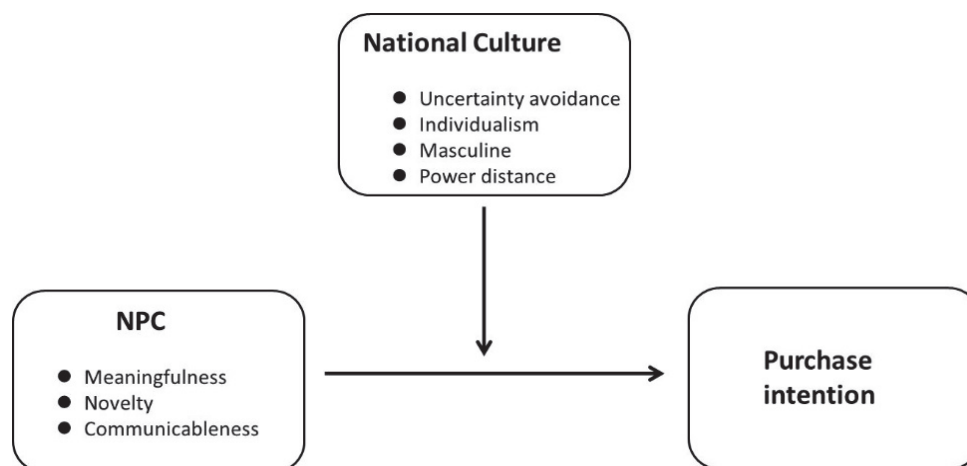 National Culture
● Uncertainty avoidance
● Individualism
● Masculine
● Power distance
NPC
● Meaningfulness
● Novelty
● Communicableness
Purchase
intention